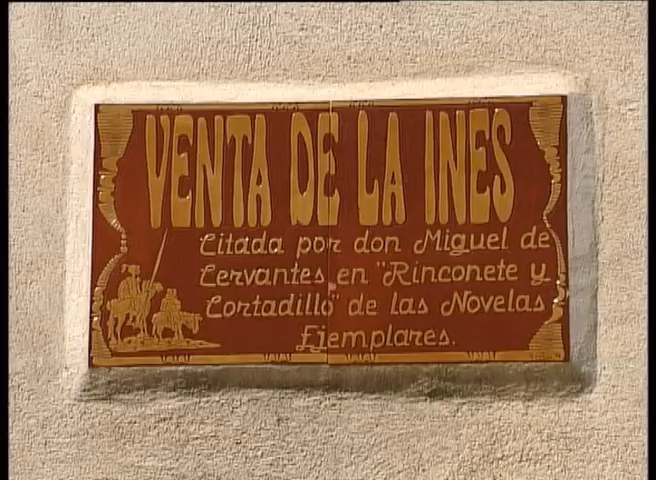 VENTA DE LA INES
Citada por don Miguel de
Cervantes en "Rinconete y
Cortadillo" de las Novelas
Ejemplares.